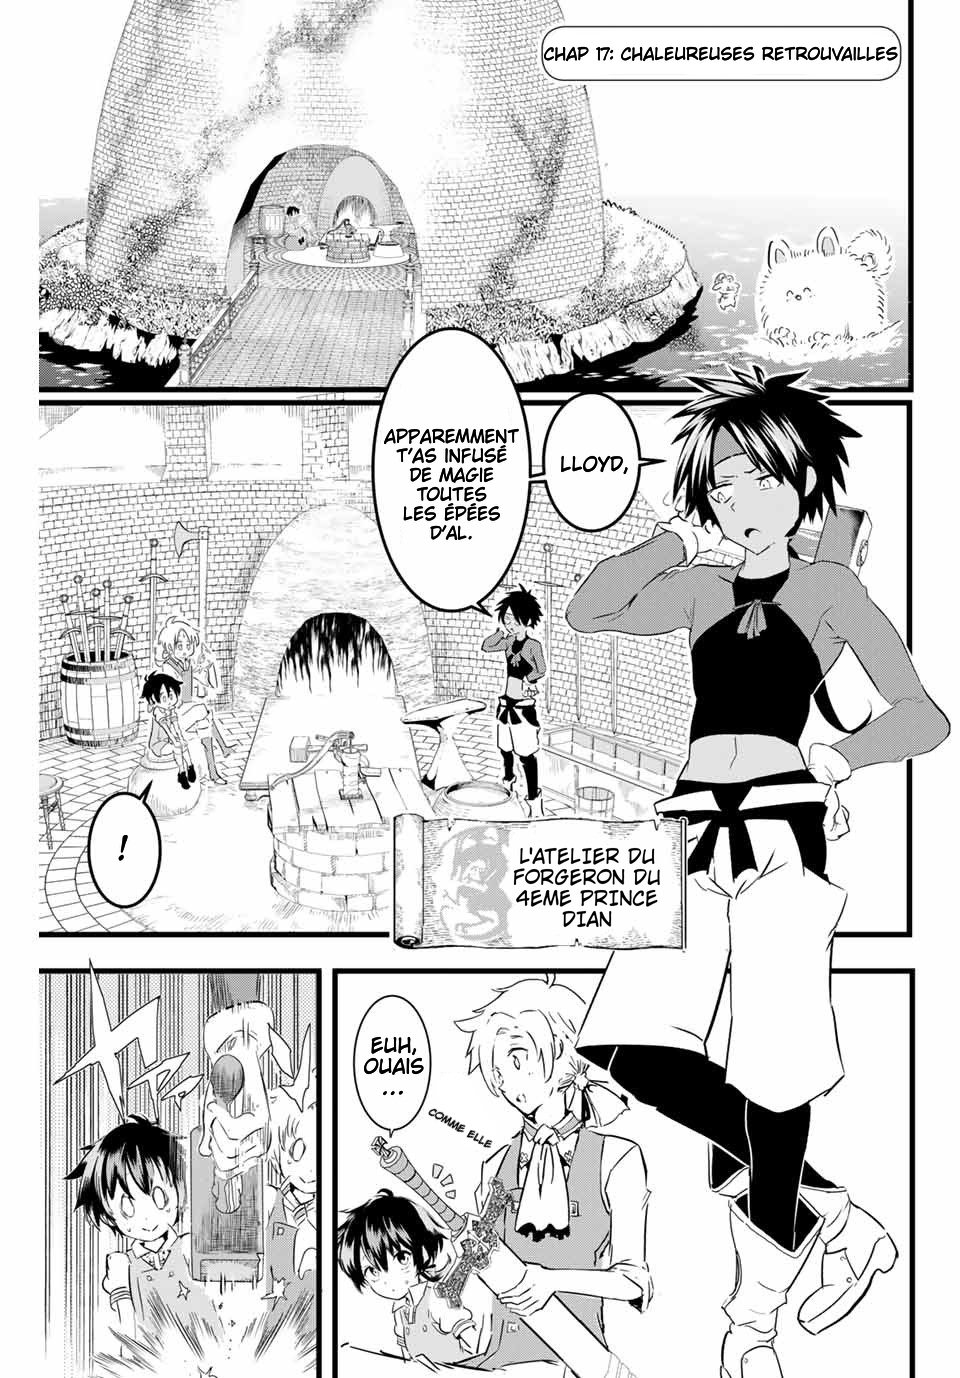 CHAP 17: CHALEUREUSES RETROUVAILLES
LLOYD,
APPAREMMENT
T'AS INFUSÉ
DE MAGIE
TOUTES
LES ÉPÉES
D'AL.
!
L'ATELIER DU
FORGERON DU
4EME PRINCE
DIAN
EUH,
OUAIS
...
COMME ELLE